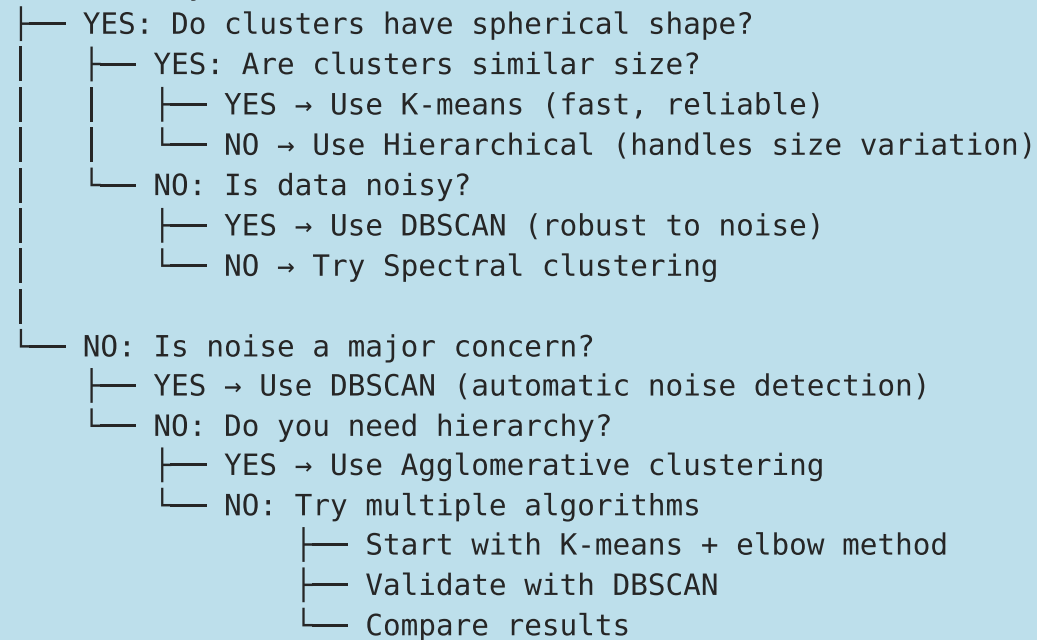 ├── YES: Do clusters have spherical shape?
│   ├── YES: Are clusters similar size?
│   │   ├── YES → Use K-means (fast, reliable)
│   │   └── NO → Use Hierarchical (handles size variation)
│   └── NO: Is data noisy?
│       ├── YES → Use DBSCAN (robust to noise)
│       └── NO → Try Spectral clustering
│
└── NO: Is noise a major concern?
    ├── YES → Use DBSCAN (automatic noise detection)
    └── NO: Do you need hierarchy?
        ├── YES → Use Agglomerative clustering
        └── NO: Try multiple algorithms
                ├── Start with K-means + elbow method
                ├── Validate with DBSCAN
                └── Compare results